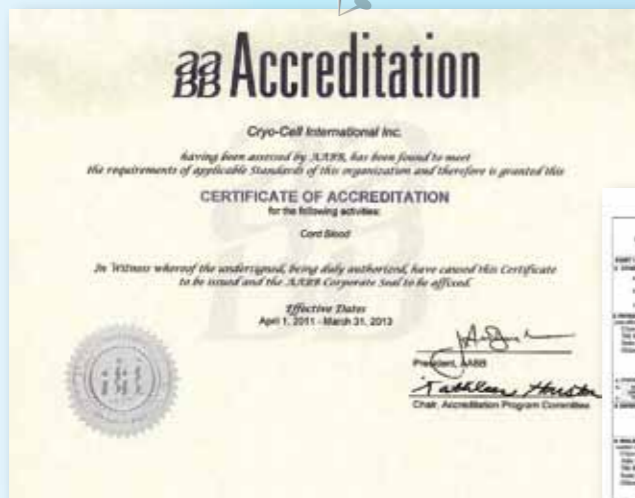 aaBB Accreditation
Cryo-Cell International Inc.
having been assessed by AABB, has been found to meet
the requirements of applicable Standards of this organization and therefore is granted this
CERTIFICATE OF ACCREDITATION
for the following activities:
Cord Blood
In Witness whereof the undersigned, being duly authorized, have caused this Certificate
to be issued and the AABB Corporate Seal to be affixed.
Effective Dates
April 1, 2011 - March 31, 2013
President, AABB
Kathleen Houston
Chair, Accreditation Program Committee